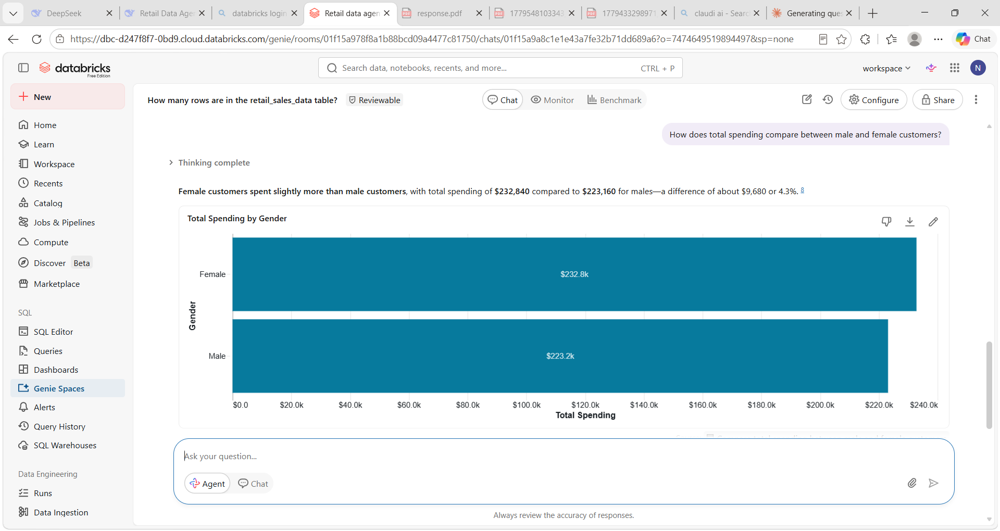 DeepSeek
Retail Data Agen
databricks login
Retail data agen
response.pdf
1779548103343
1779433298971
claudi ai - Searc
Generating ques
https://dbc-d247f8f7-0bd9.cloud.databricks.com/genie/rooms/01f15a978f8a1b88bcd09a4477c81750/chats/01f15a9a8c1e1e43a7fe32b71dd689a6?o=7474649519894497&sp=none
Chat
databricks
Free Edition
Search data, notebooks, recents, and more...
CTRL + P
workspace
N
New
Home
Learn
Workspace
Recents
Catalog
Jobs & Pipelines
Compute
Discover Beta
Marketplace
SQL
SQL Editor
Queries
Dashboards
Genie Spaces
Alerts
Query History
SQL Warehouses
Data Engineering
Runs
Data Ingestion
How many rows are in the retail_sales_data table?
Reviewable
Chat
Monitor
Benchmark
Configure
Share
How does total spending compare between male and female customers?
Thinking complete
Female customers spent slightly more than male customers, with total spending of $232,840 compared to $223,160 for males—a difference of about $9,680 or 4.3%. 8
Total Spending by Gender
Gender
Female
$232.8k
Male
$223.2k
$0.0 $20.0k $40.0k $60.0k $80.0k $100.0k $120.0k $140.0k $160.0k $180.0k $200.0k $220.0k $240.0k
Total Spending
Ask your question...
Agent
Chat
Always review the accuracy of responses.